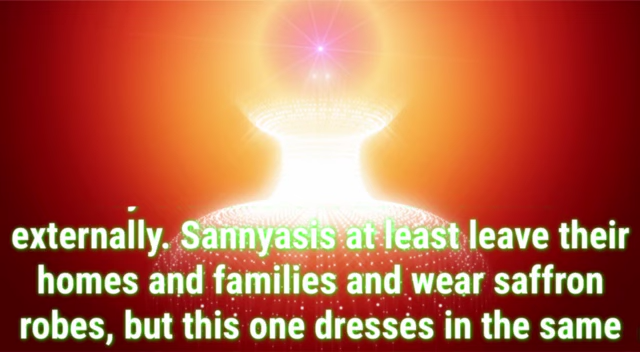 externally. Sannyasis at least leave their
homes and families and wear saffron
robes, but this one dresses in the same